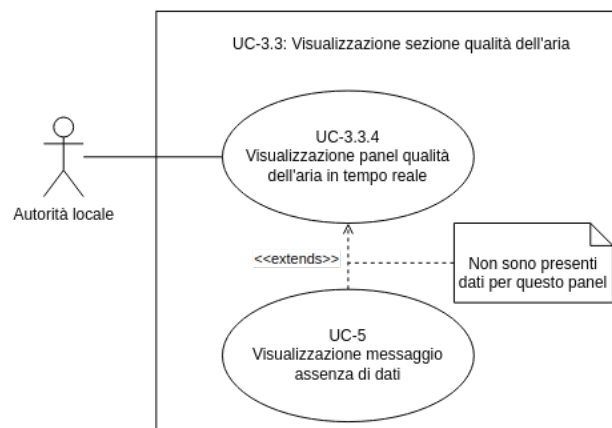 UC-3.3: Visualizzazione sezione qualità dell'aria
UC-3.3.4
Visualizzazione panel qualità
dell'aria in tempo reale
Autorità locale
<<extends>>
Non sono presenti
dati per questo panel
UC-5
Visualizzazione messaggio
assenza di dati